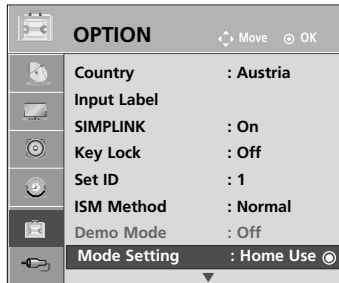 OPTION Move OK
Country : Austria
Input Label
SIMPLINK : On
Key Lock : Off
Set ID : 1
ISM Method : Normal
Demo Mode : Off
Mode Setting : Home Use